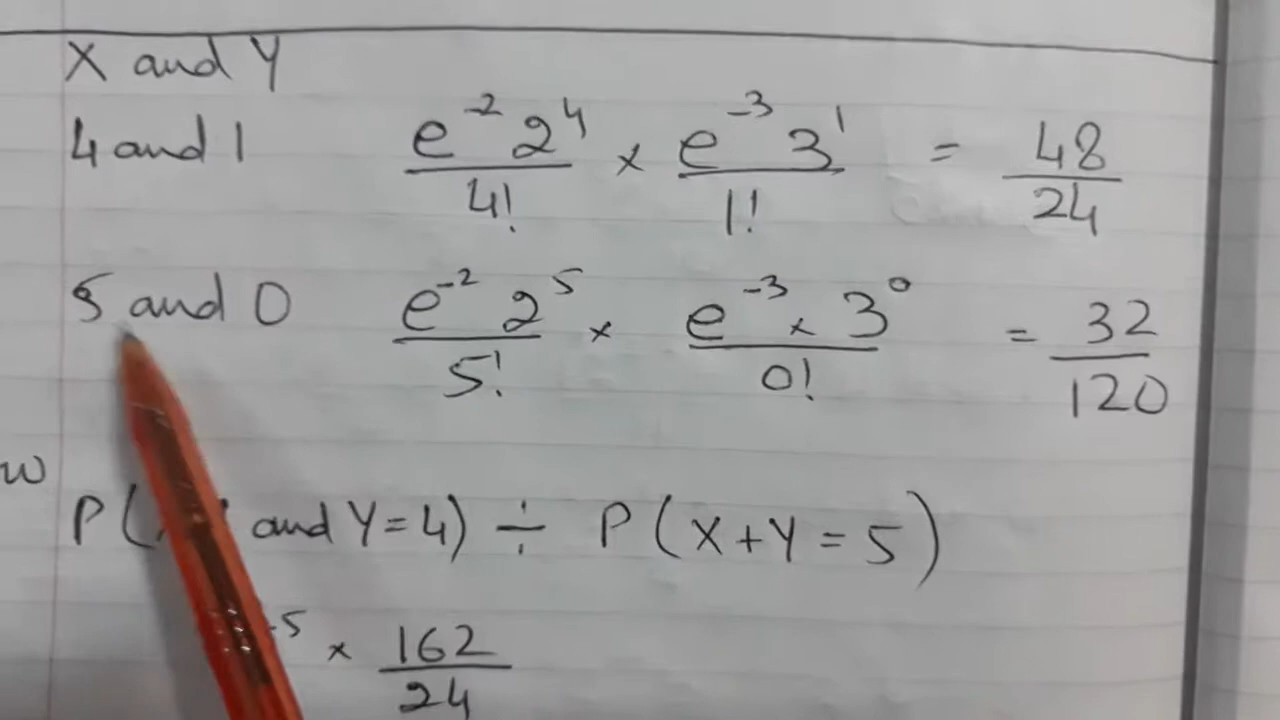 X and Y
4 and 1 e^-2 2^4 / 4! × e^-3 3^1 / 1! = 48 / 24
5 and 0 e^-2 2^5 / 5! × e^-3 × 3^0 / 0! = 32 / 120
w
P( and Y=4) ÷ P(X+Y=5)
-5 × 162 / 24